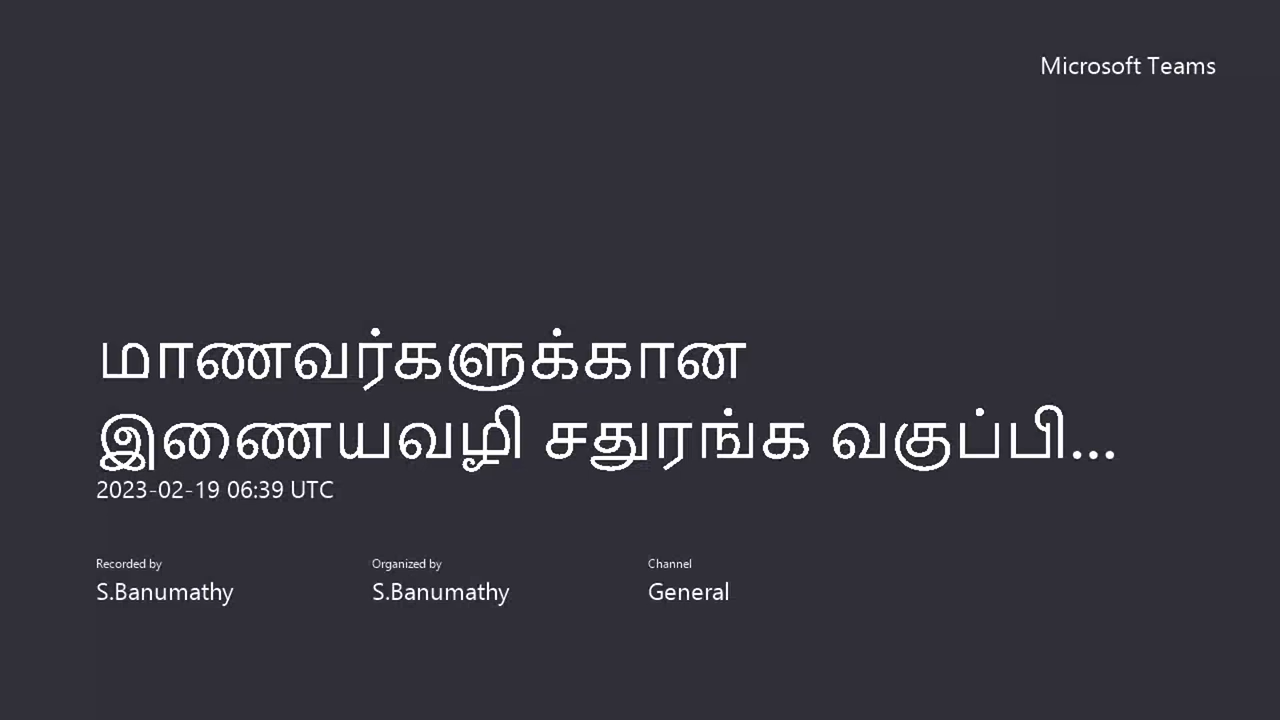 Microsoft Teams
மாணவர்களுக்கான
இணையவழி சதுரங்க வகுப்பி...
2023-02-19 06:39 UTC
Recorded by
S.Banumathy
Organized by
S.Banumathy
Channel
General